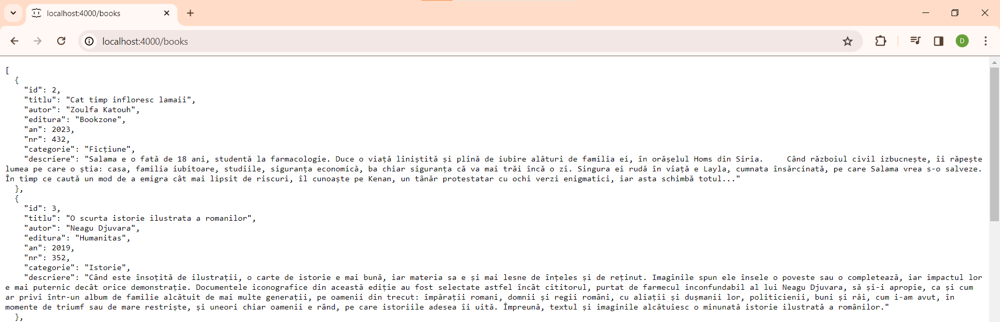 localhost:4000/books
localhost:4000/books
D
[
  {
    "id": 2,
    "titlu": "Cat timp infloresc lamaii",
    "autor": "Zoulfa Katouh",
    "editura": "Bookzone",
    "an": 2023,
    "nr": 432,
    "categorie": "Ficțiune",
    "descriere": "Salama e o fată de 18 ani, studentă la farmacologie. Duce o viață liniștită și plină de iubire alături de familia ei, în orășelul Homs din Siria.     Când războiul civil izbucnește, îi răpește
lumea pe care o știa: casa, familia iubitoare, studiile, siguranța economică, ba chiar siguranța că va mai trăi încă o zi. Singura ei rudă în viață e Layla, cumnata însărcinată, pe care Salama vrea s-o salveze.
În timp ce caută un mod de a emigra cât mai lipsit de riscuri, îl cunoaște pe Kenan, un tânăr protestatar cu ochi verzi enigmatici, iar asta schimbă totul..."
  },
  {
    "id": 3,
    "titlu": "O scurta istorie ilustrata a romanilor",
    "autor": "Neagu Djuvara",
    "editura": "Humanitas",
    "an": 2019,
    "nr": 352,
    "categorie": "Istorie",
    "descriere": "Când este însoțită de ilustrații, o carte de istorie e mai bună, iar materia sa e și mai lesne de înțeles și de reținut. Imaginile spun ele însele o poveste sau o completează, iar impactul lor
e mai puternic decât orice demonstrație. Documentele iconografice din această ediție au fost selectate astfel încât cititorul, purtat de farmecul inconfundabil al lui Neagu Djuvara, să și-i apropie, ca și cum
ar privi într-un album de familie alcătuit de mai multe generații, pe oamenii din trecut: împărații romani, domnii și regii români, cu aliații și dușmanii lor, politicienii, buni și răi, cum i-am avut, în
momente de triumf sau de mare restriște, și uneori chiar oamenii e rând, pe care istoriile adesea îi uită. Împreună, textul și imaginile alcătuiesc o minunată istorie ilustrată a românilor."
  },